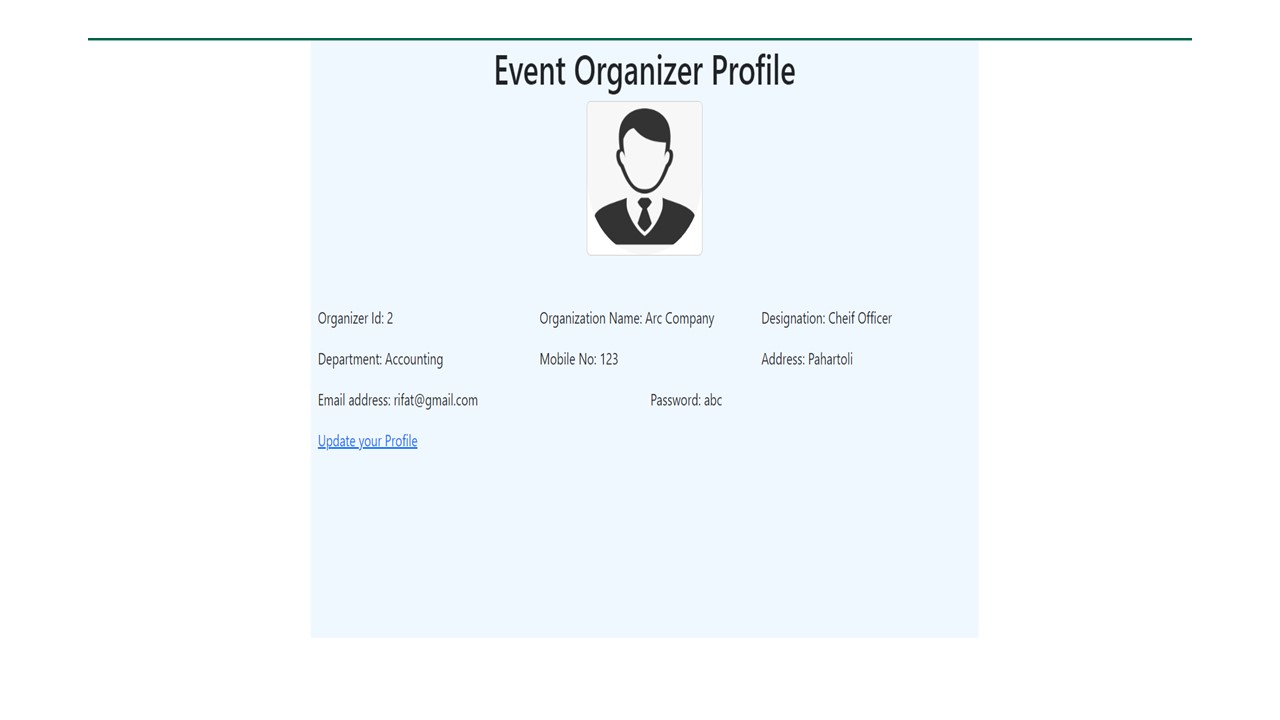 Event Organizer Profile
Organizer Id: 2 Organization Name: Arc Company Designation: Cheif Officer
Department: Accounting Mobile No: 123 Address: Pahartoli
Email address: rifat@gmail.com Password: abc
Update your Profile